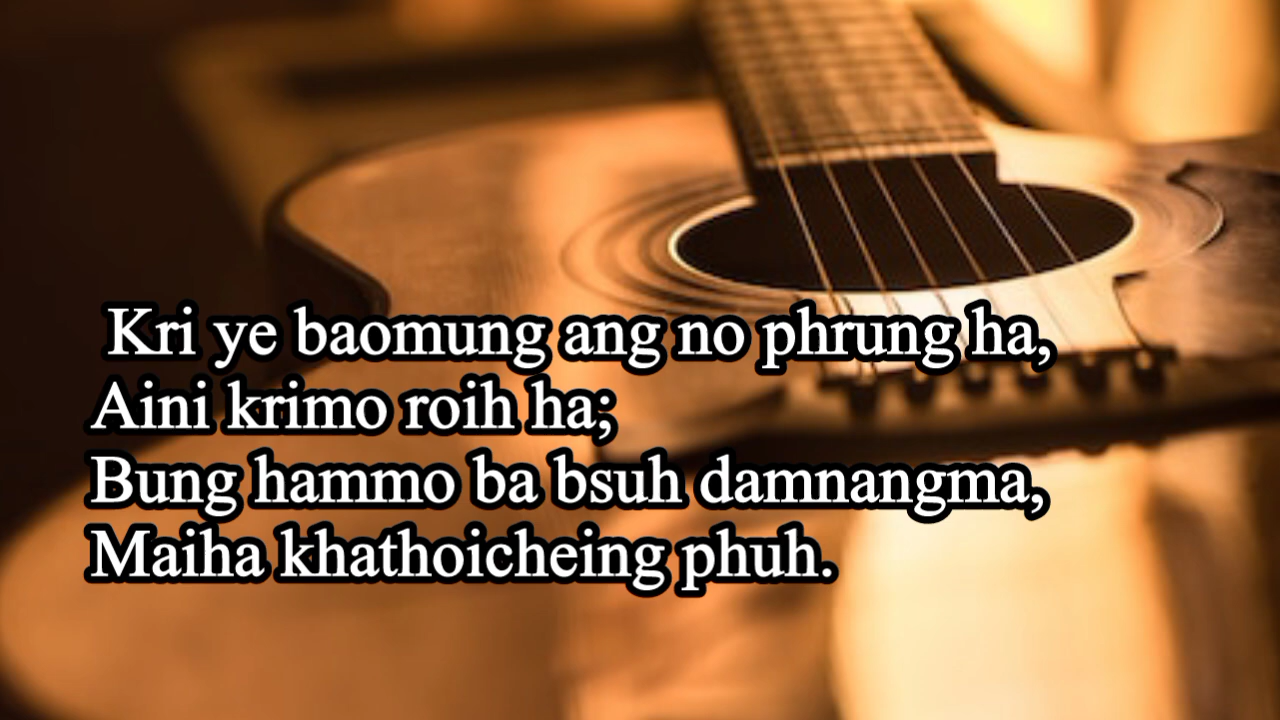 Kri ye baomung ang no phrung ha,
Aini krimo roih ha;
Bung hammo ba bsuh damnangma,
Maiha khathoicheing phuh.